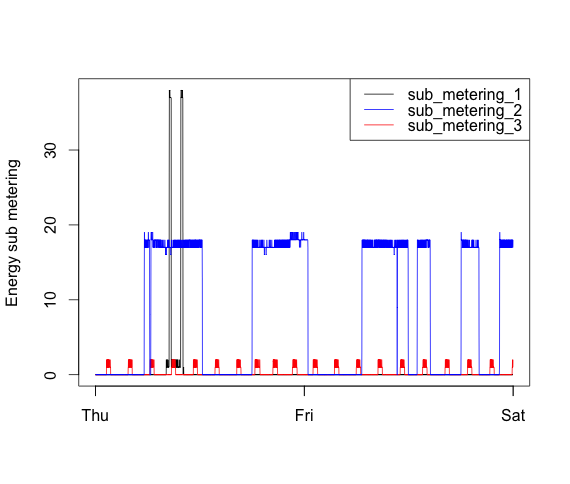 sub_metering_1
sub_metering_2
sub_metering_3
Energy sub metering
30
20
10
0
Thu Fri Sat